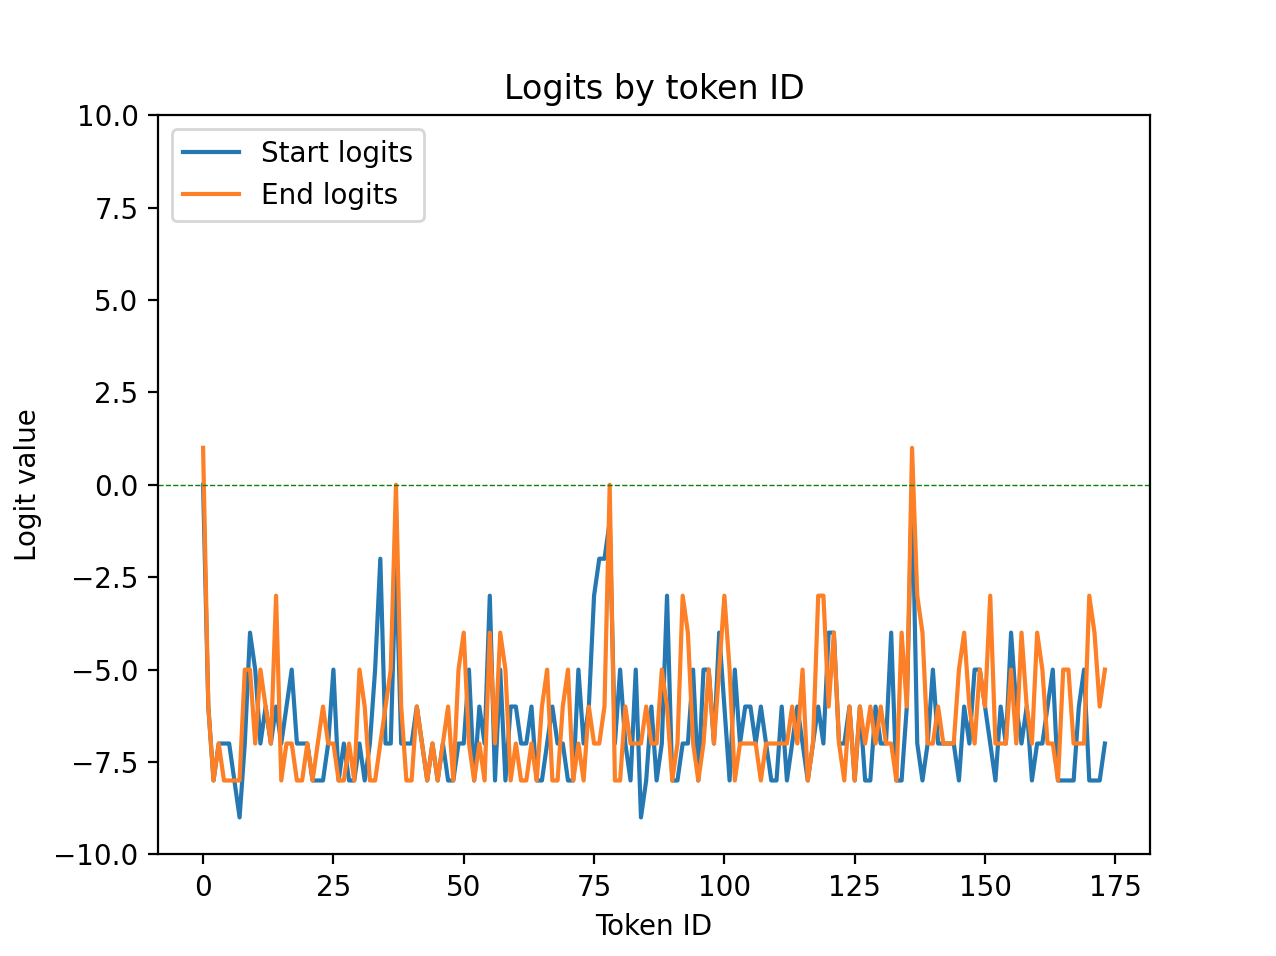 Logits by token ID
Start logits
End logits
10.0
7.5
5.0
2.5
0.0
−2.5
−5.0
−7.5
−10.0
Logit value
0 25 50 75 100 125 150 175
Token ID